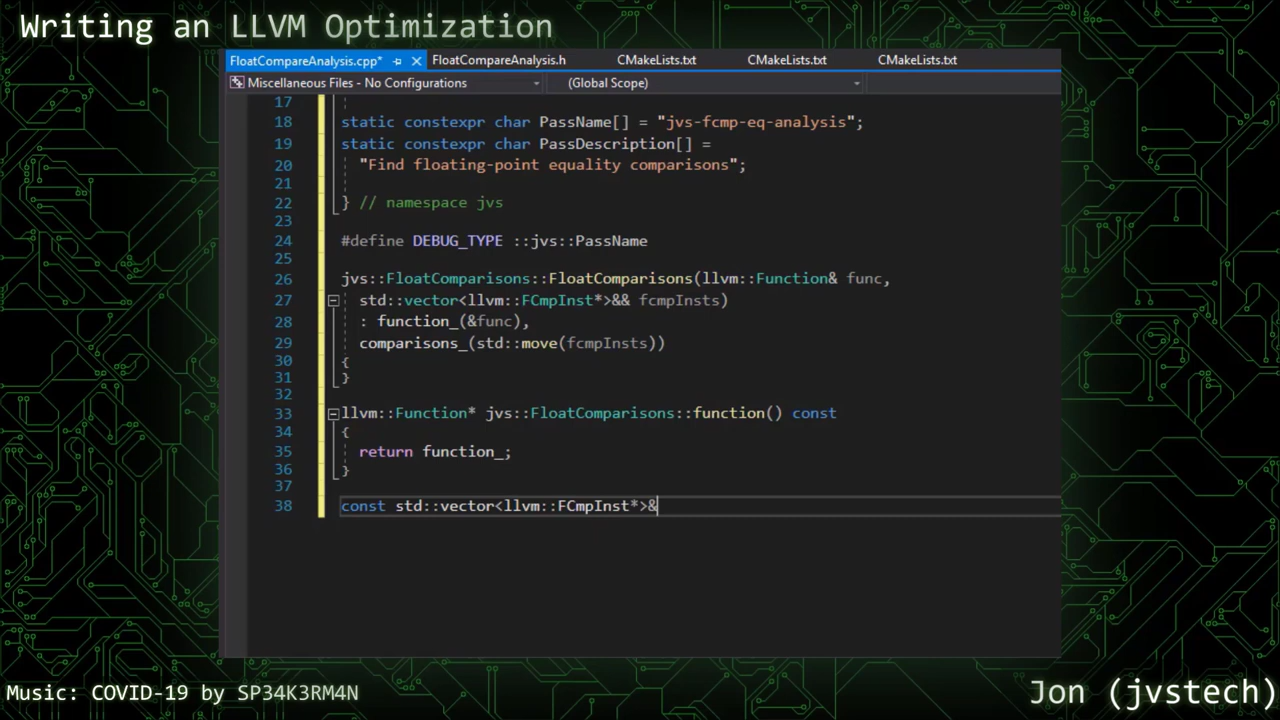 Writing an LLVM Optimization
FloatCompareAnalysis.cpp* FloatCompareAnalysis.h CMakeLists.txt CMakeLists.txt CMakeLists.txt
Miscellaneous Files - No Configurations (Global Scope)
17
18 static constexpr char PassName[] = "jvs-fcmp-eq-analysis";
19 static constexpr char PassDescription[] =
20 "Find floating-point equality comparisons";
21
22 } // namespace jvs
23
24 #define DEBUG_TYPE ::jvs::PassName
25
26 jvs::FloatComparisons::FloatComparisons(llvm::Function& func,
27 std::vector<llvm::FCmpInst*>&& fcmpInsts)
28 : function_(&func),
29 comparisons_(std::move(fcmpInsts))
30 {
31 }
32
33 llvm::Function* jvs::FloatComparisons::function() const
34 {
35 return function_;
36 }
37
38 const std::vector<llvm::FCmpInst*>&
Music: COVID-19 by SP34K3RM4N
Jon (jvstech)